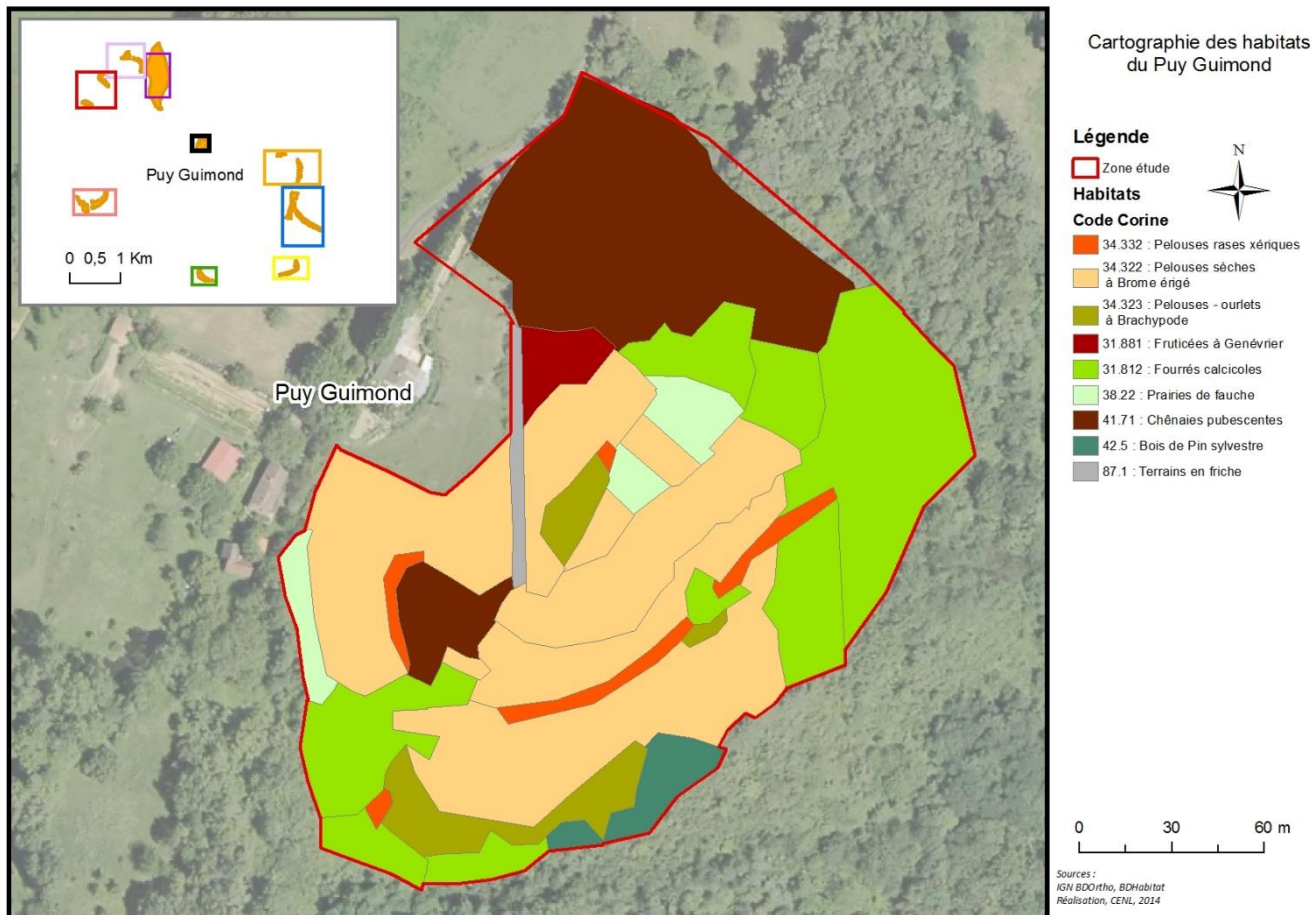 Cartographie des habitats
du Puy Guimond
Puy Guimond
0 0,5 1 Km
Puy Guimond
Légende
Zone étude
N
Habitats
Code Corine
34.332 : Pelouses rases xériques
34.322 : Pelouses sèches
à Brome érigé
34.323 : Pelouses - ourlets
à Brachypode
31.881 : Fruticées à Genévrier
31.812 : Fourrés calcicoles
38.22 : Prairies de fauche
41.71 : Chênaies pubescentes
42.5 : Bois de Pin sylvestre
87.1 : Terrains en friche
0 30 60 m
Sources :
IGN BDOrtho, BDHabitat
Réalisation, CENL, 2014